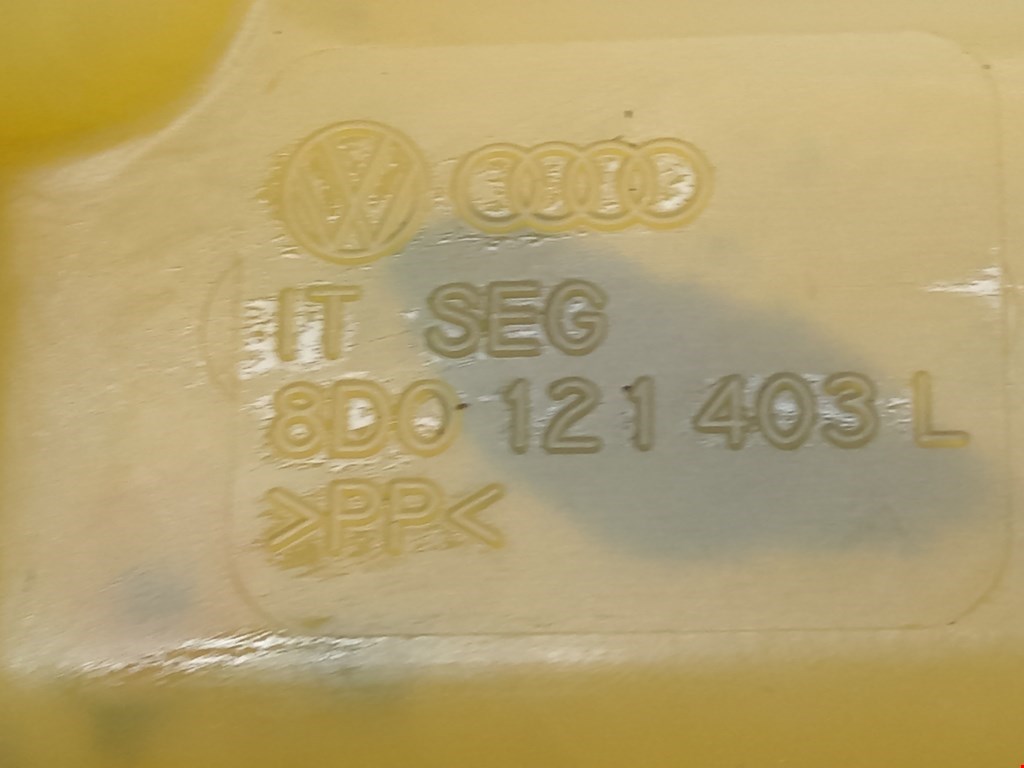 IT SEG
8D0 121 403 L
>PP<